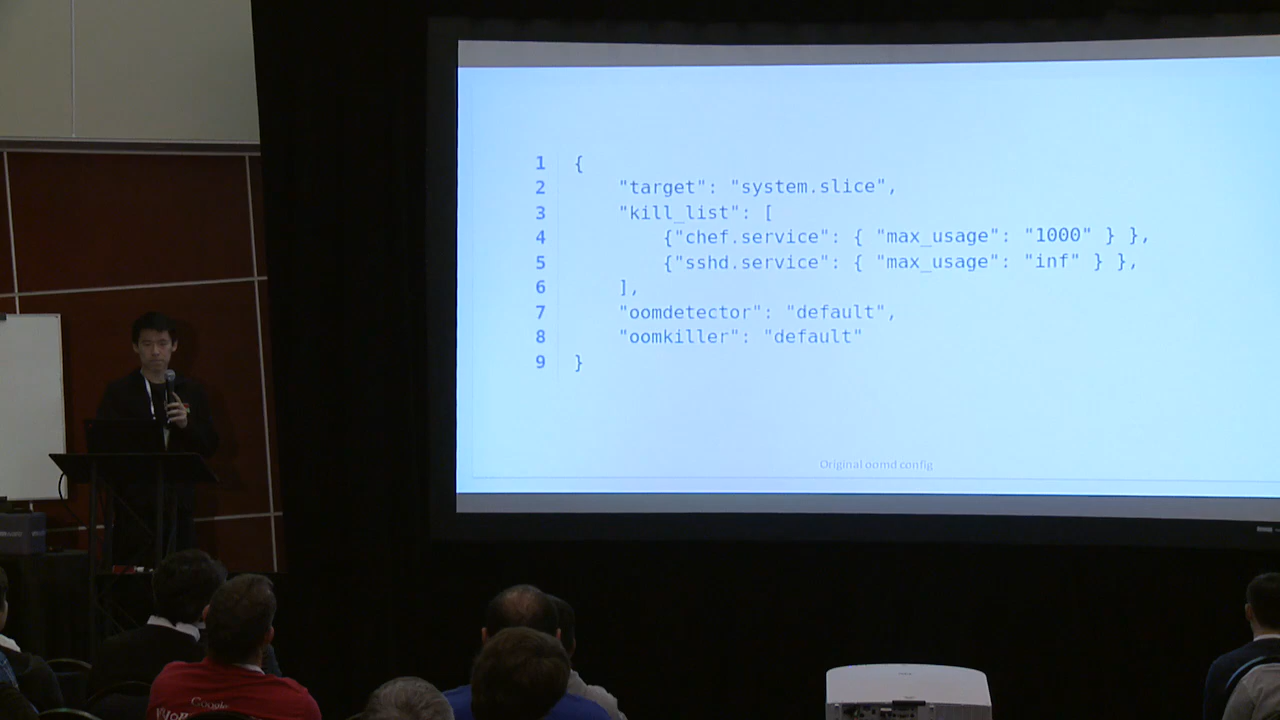 1 {
2 "target": "system.slice",
3 "kill_list": [
4 {"chef.service": { "max_usage": "1000" } },
5 {"sshd.service": { "max_usage": "inf" } },
6 ],
7 "oomdetector": "default",
8 "oomkiller": "default"
9 }
Original oomd config
Google